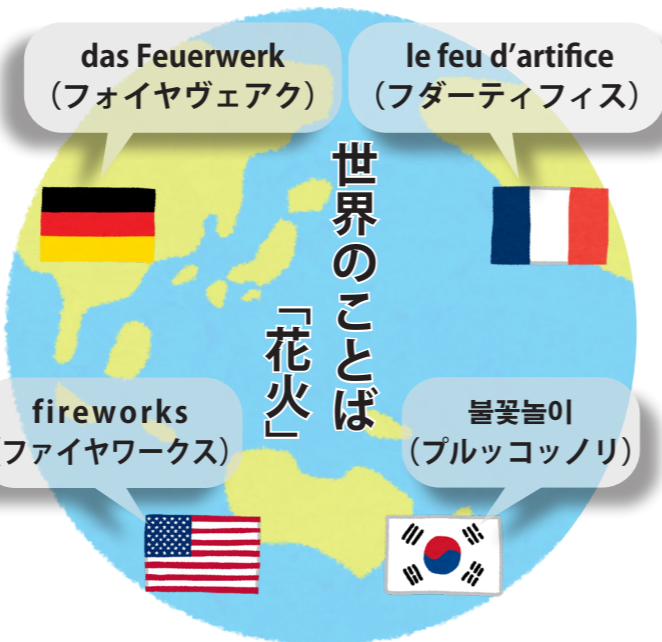 das Feuerwerk
（フォイヤヴェアク）
le feu d’artifice
（フダーティフィス）
世界のことば
「花火」
fireworks
（ファイヤワークス）
불꽃놀이
（プルッコッノリ）